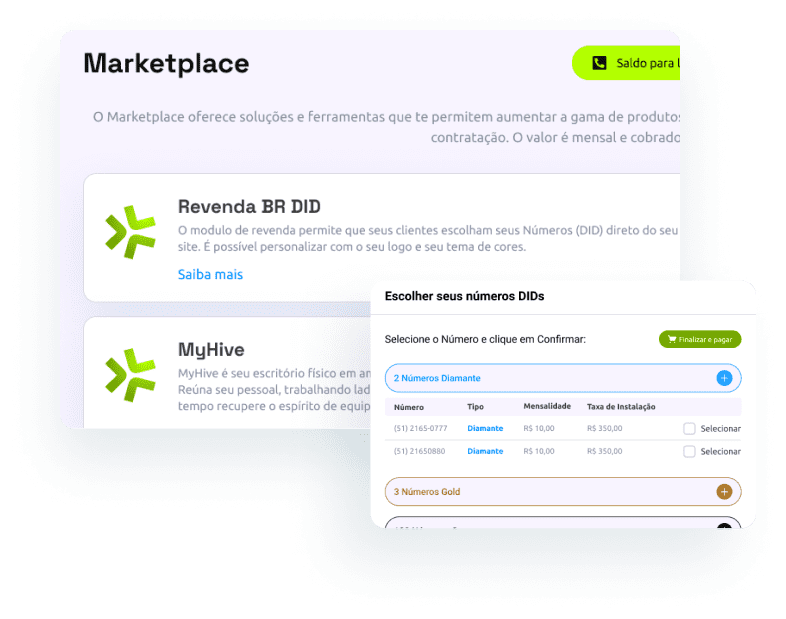 Marketplace
Saldo para
O Marketplace oferece soluções e ferramentas que te permitem aumentar a gama de produtos
contratação. O valor é mensal e cobrado
Revenda BR DID
O modulo de revenda permite que seus clientes escolham seus Números (DID) direto do seu
site. É possível personalizar com o seu logo e seu tema de cores.
Saiba mais
MyHive
MyHive é seu escritório físico em
Reúna seu pessoal, trabalhando
tempo recupere o espírito de
Escolher seus números DIDs
Selecione o Número e clique em Confirmar:
Finalizar e pagar
2 Números Diamante
Número Tipo Mensalidade Taxa de Instalação
(51) 2165-0777 Diamante R$ 10,00 R$ 350,00 Selecionar
(51) 21650880 Diamante R$ 10,00 R$ 350,00 Selecionar
3 Números Gold